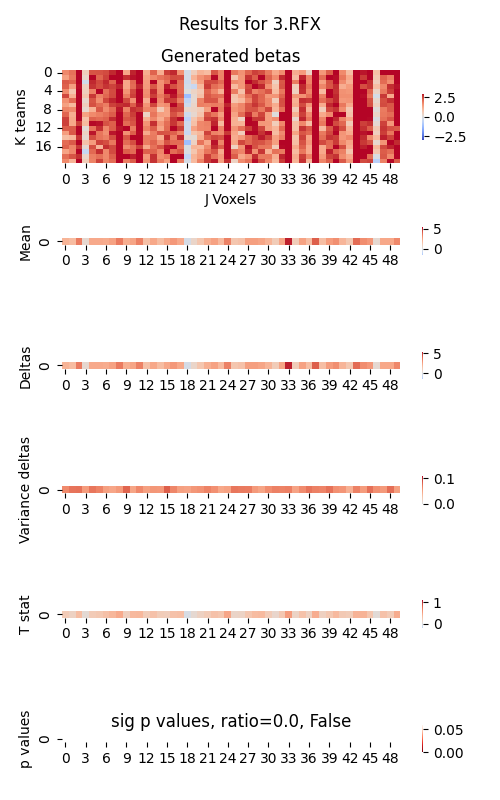 Results for 3.RFX
Generated betas
K teams
0
4
8
12
16
0 3 6 9 12 15 18 21 24 27 30 33 36 39 42 45 48
J Voxels
2.5
0.0
−2.5
Mean
0
0 3 6 9 12 15 18 21 24 27 30 33 36 39 42 45 48
5
0
Deltas
0
0 3 6 9 12 15 18 21 24 27 30 33 36 39 42 45 48
5
0
Variance deltas
0
0 3 6 9 12 15 18 21 24 27 30 33 36 39 42 45 48
0.1
0.0
T stat
0
0 3 6 9 12 15 18 21 24 27 30 33 36 39 42 45 48
1
0
sig p values, ratio=0.0, False
p values
0
0 3 6 9 12 15 18 21 24 27 30 33 36 39 42 45 48
0.05
0.00